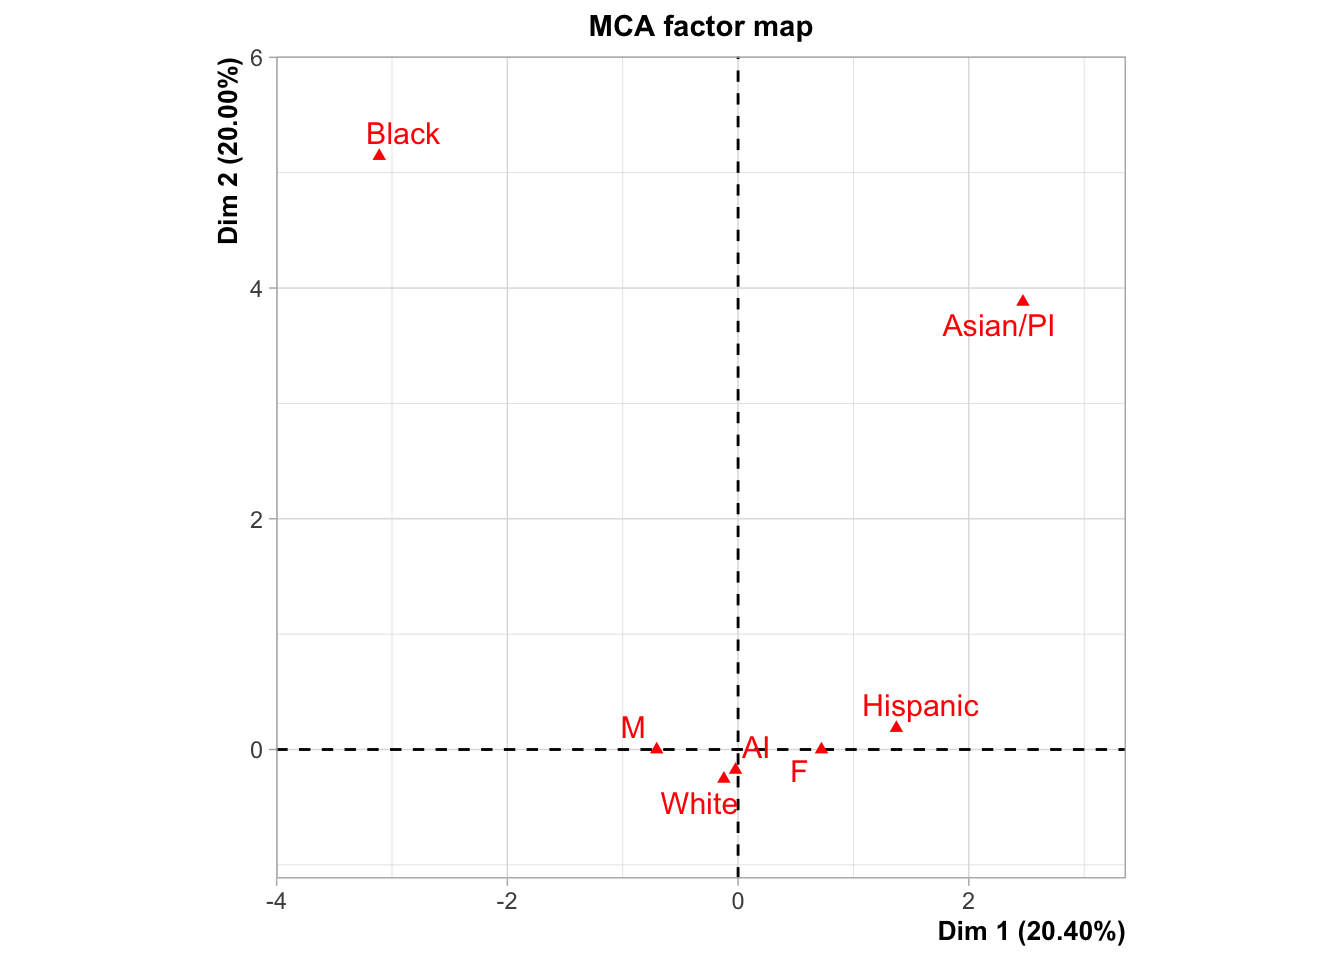 MCA factor map
Dim 2 (20.00%)
6
4
2
0
Black
Asian/PI
Hispanic
M
AI
F
White
-4
-2
0
2
Dim 1 (20.40%)